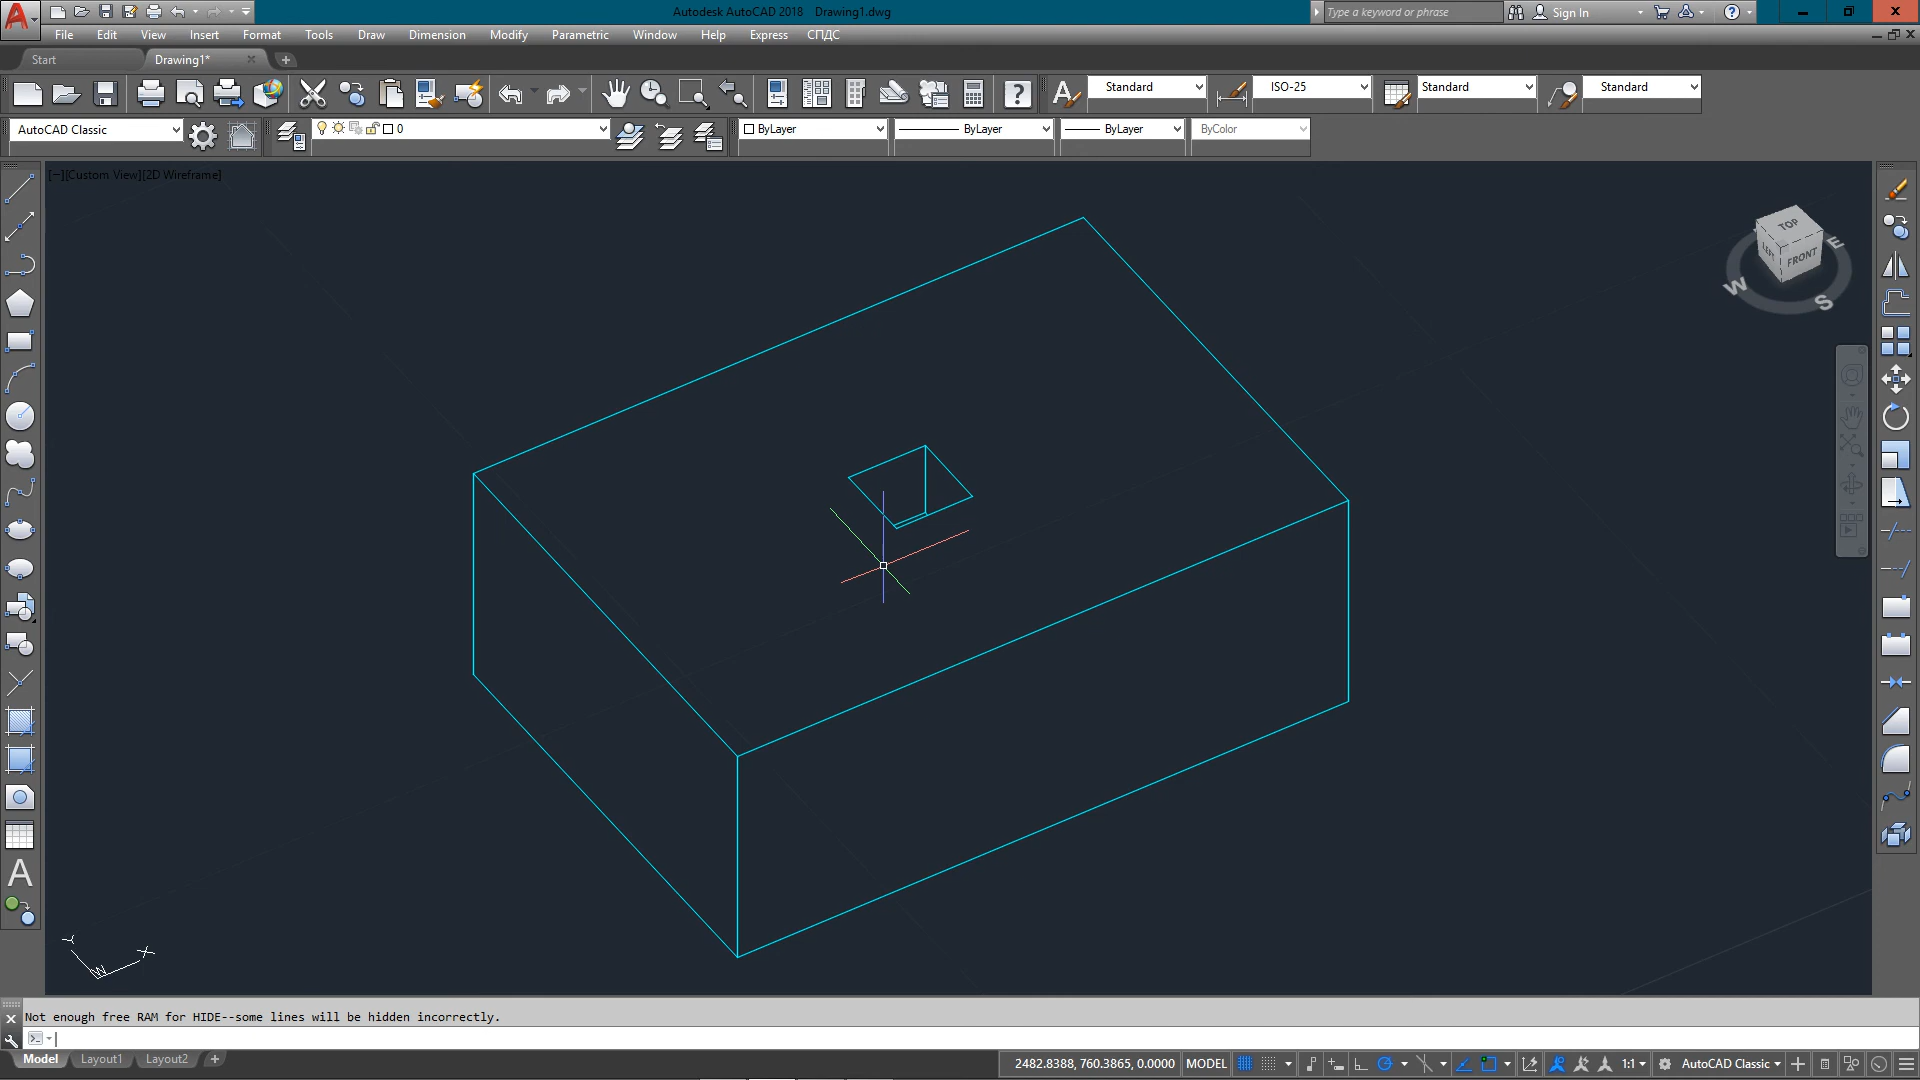 Autodesk AutoCAD 2018 Drawing1.dwg
Type a keyword or phrase
Sign In
File Edit View Insert Format Tools Draw Dimension Modify Parametric Window Help Express СПДС
Start Drawing1*
Standard ISO-25 Standard Standard
AutoCAD Classic 0 ByLayer ByLayer ByLayer ByColor
[−][Custom View][2D Wireframe]
TOP
LEFT FRONT
E
W
S
Y X
W
Not enough free RAM for HIDE--some lines will be hidden incorrectly.
Model Layout1 Layout2
2482.8388, 760.3865, 0.0000 MODEL 1:1 AutoCAD Classic